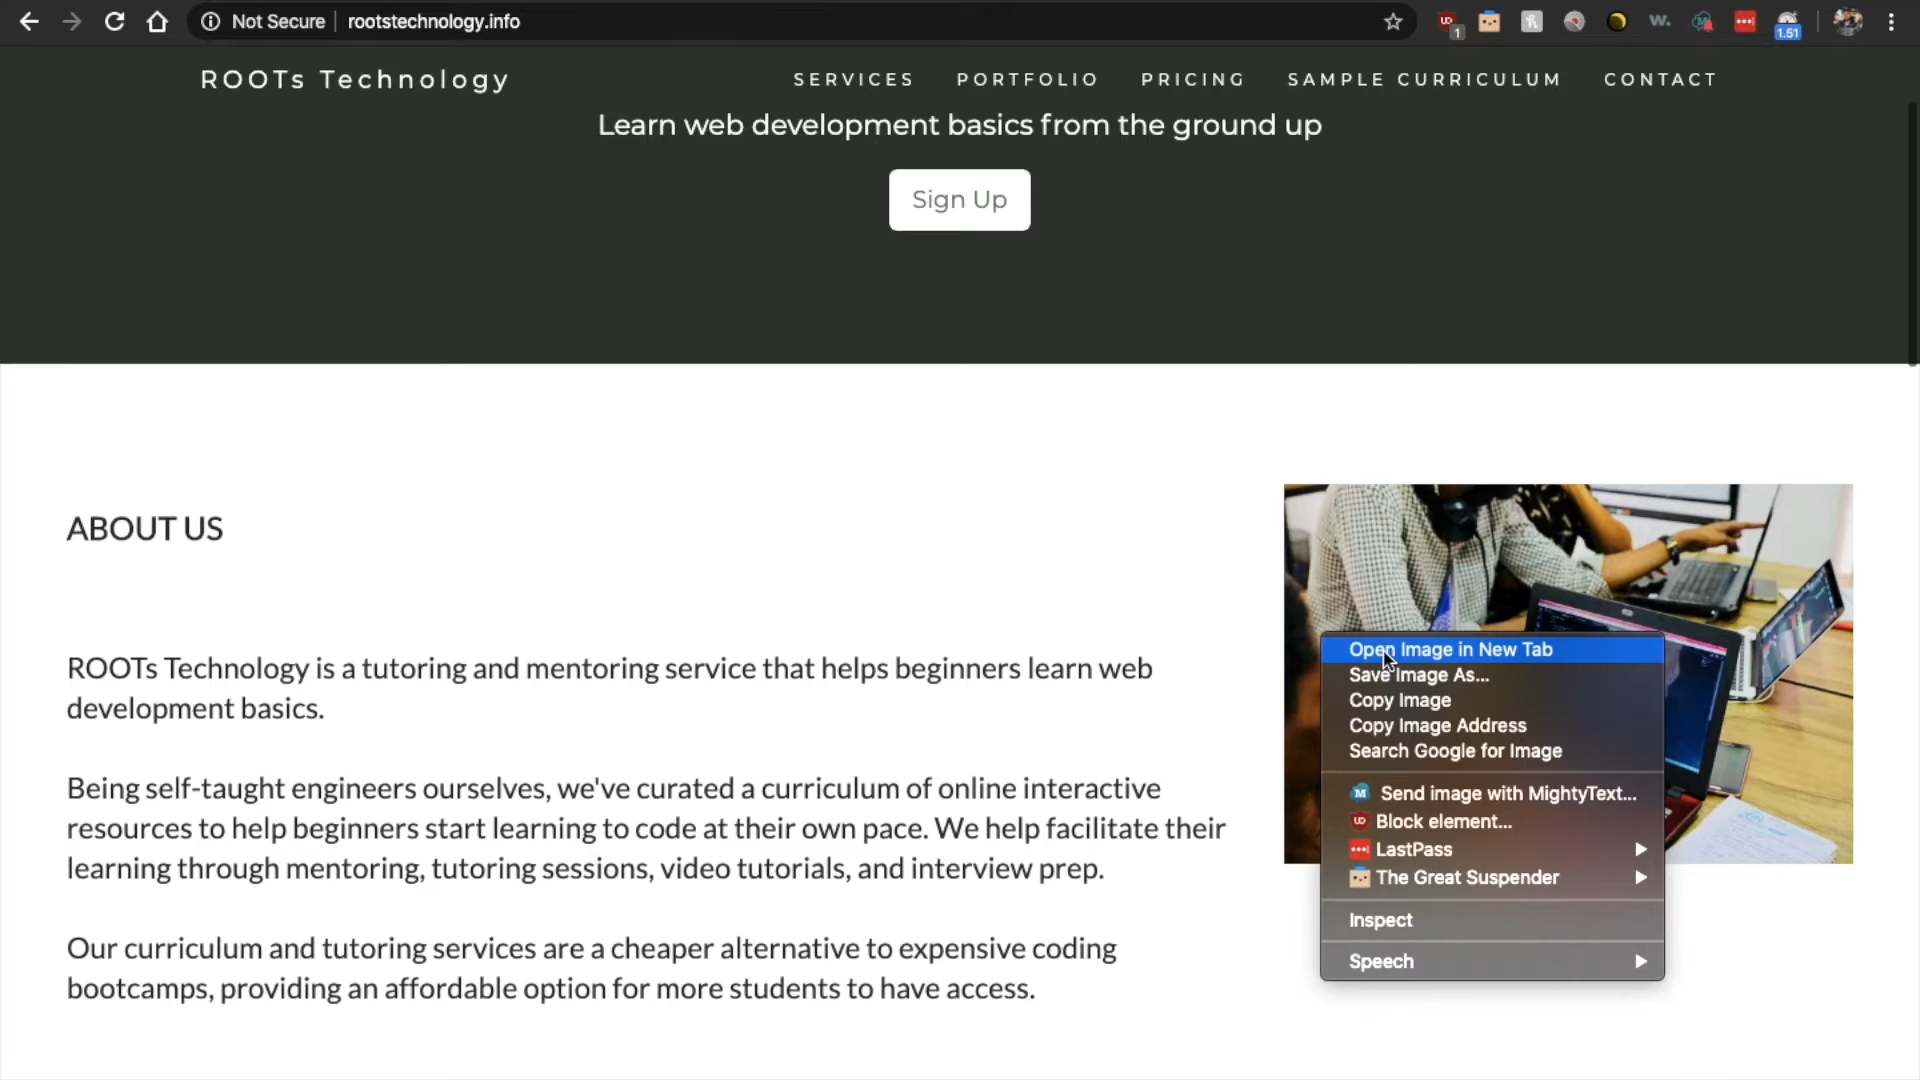 Not Secure rootstechnology.info
1
1.51
ROOTs Technology
SERVICES PORTFOLIO PRICING SAMPLE CURRICULUM CONTACT
Learn web development basics from the ground up
Sign Up
ABOUT US
ROOTs Technology is a tutoring and mentoring service that helps beginners learn web
development basics.
Being self-taught engineers ourselves, we've curated a curriculum of online interactive
resources to help beginners start learning to code at their own pace. We help facilitate their
learning through mentoring, tutoring sessions, video tutorials, and interview prep.
Our curriculum and tutoring services are a cheaper alternative to expensive coding
bootcamps, providing an affordable option for more students to have access.
Open Image in New Tab
Save Image As...
Copy Image
Copy Image Address
Search Google for Image
Send image with MightyText...
Block element...
LastPass
The Great Suspender
Inspect
Speech